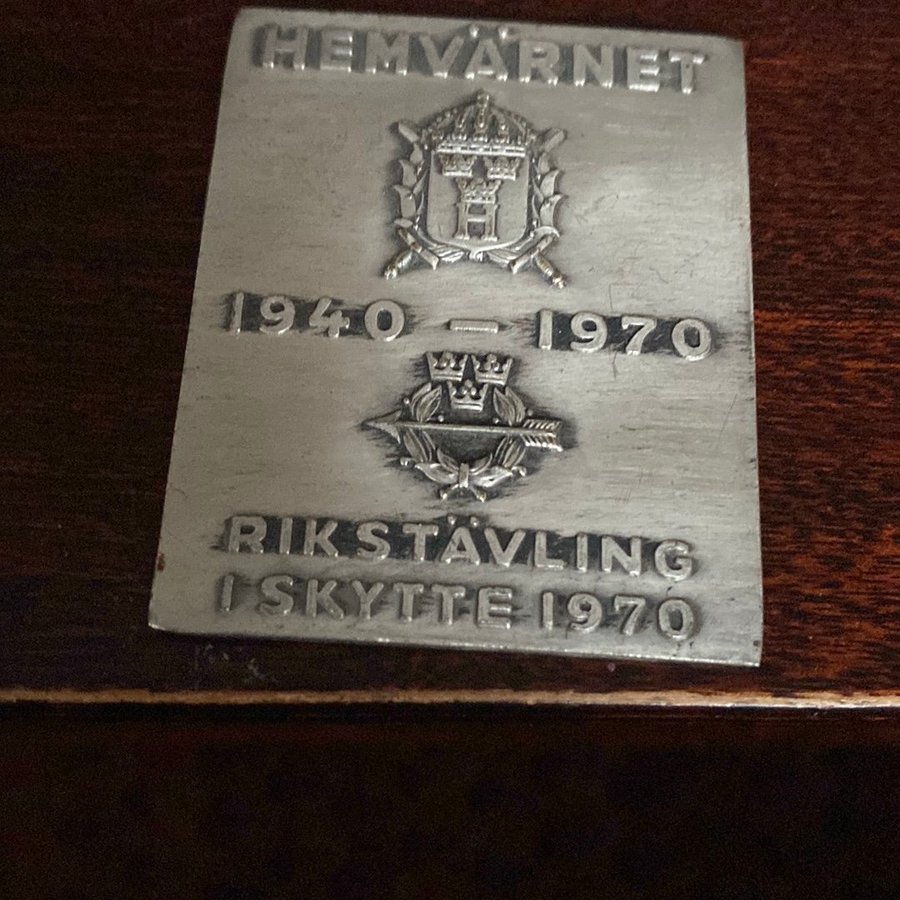 HEMVÄRNET
H
1940 – 1970
RIKSTÄVLING
I SKYTTE 1970